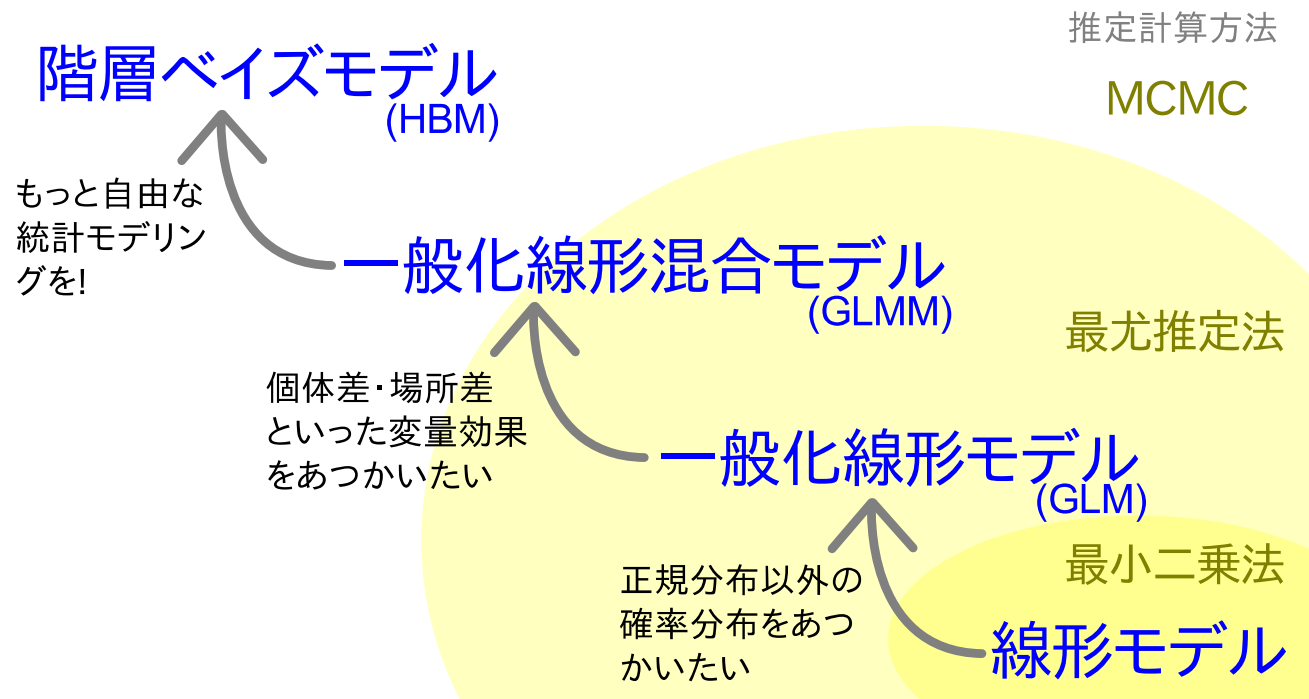 推定計算方法
MCMC
階層ベイズモデル
(HBM)
もっと自由な
統計モデリン
グを!
一般化線形混合モデル
(GLMM)
最尤推定法
個体差・場所差
といった変量効果
をあつかいたい
一般化線形モデル
(GLM)
最小二乗法
正規分布以外の
確率分布をあつ
かいたい
線形モデル